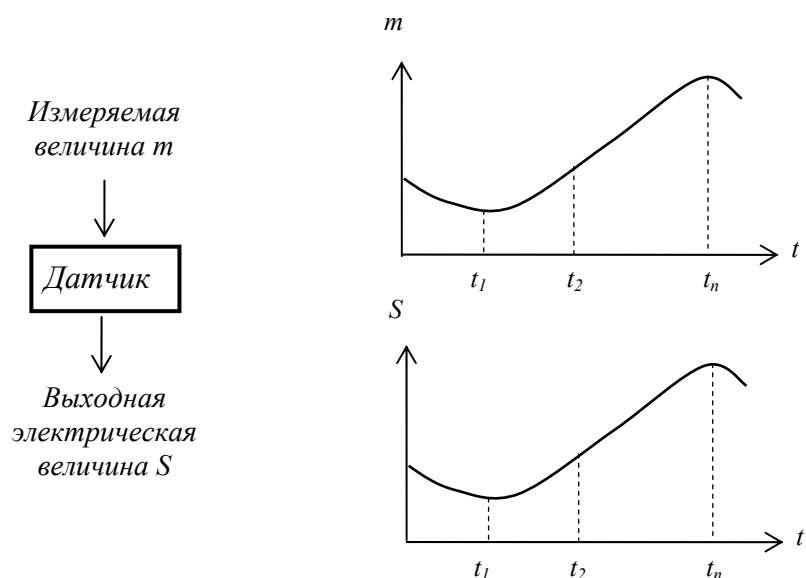 Измеряемая
величина m
Датчик
Выходная
электрическая
величина S
m
t
t₁ t₂ tₙ
S
t
t₁ t₂ tₙ